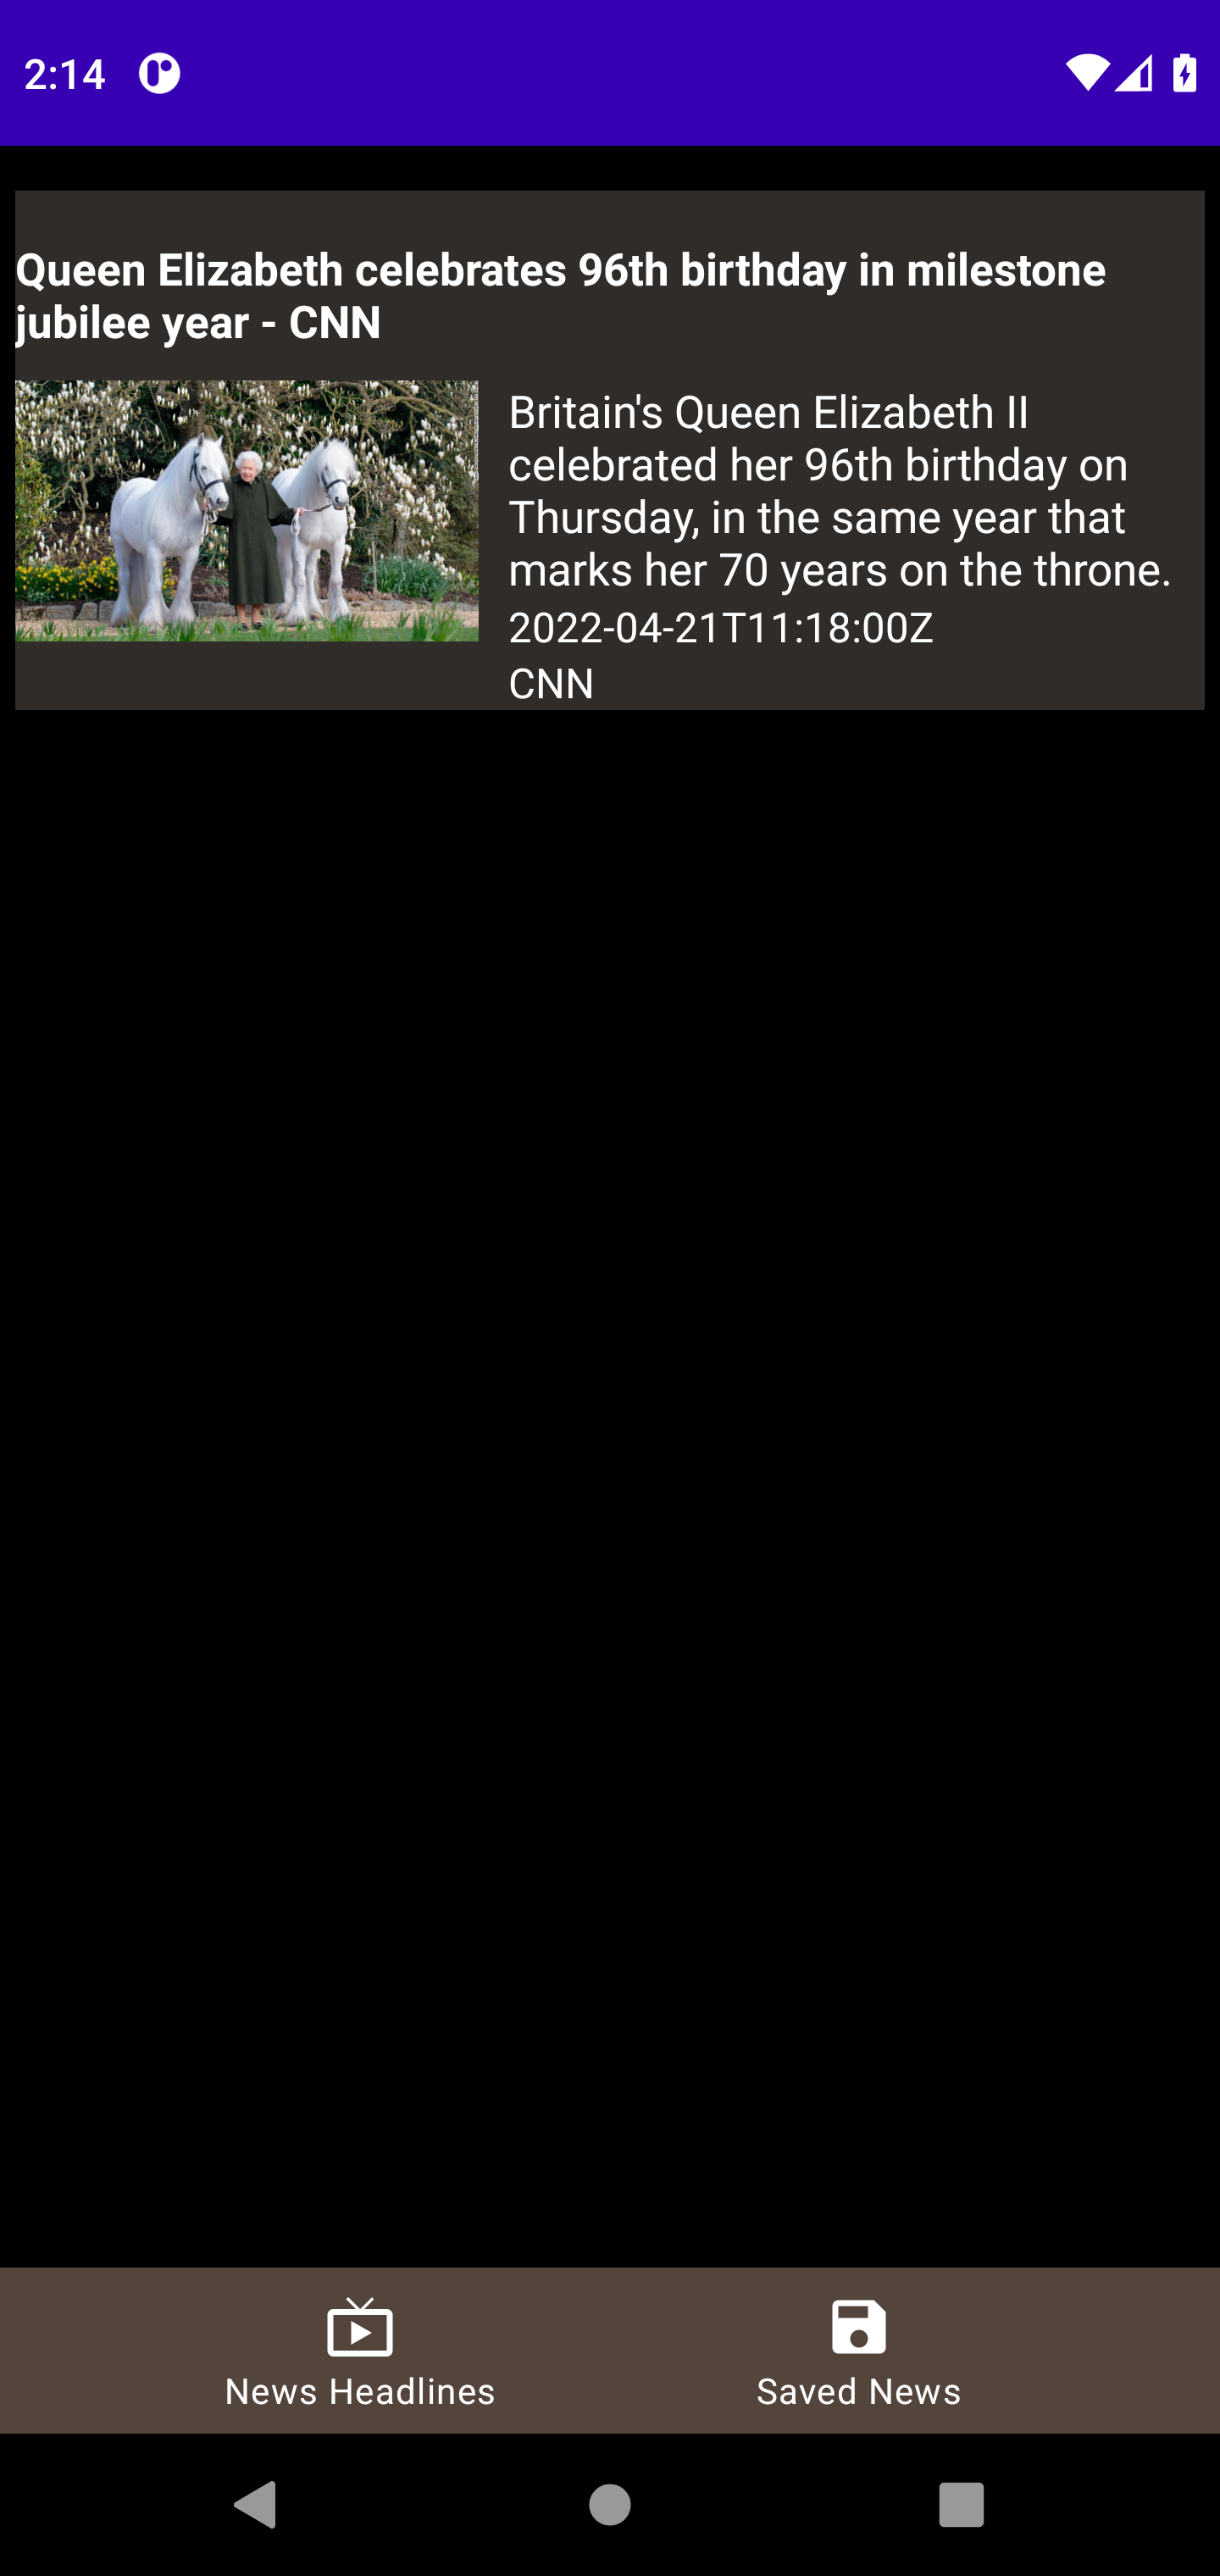 2:14
Queen Elizabeth celebrates 96th birthday in milestone
jubilee year - CNN
Britain's Queen Elizabeth II
celebrated her 96th birthday on
Thursday, in the same year that
marks her 70 years on the throne.
2022-04-21T11:18:00Z
CNN
News Headlines
Saved News